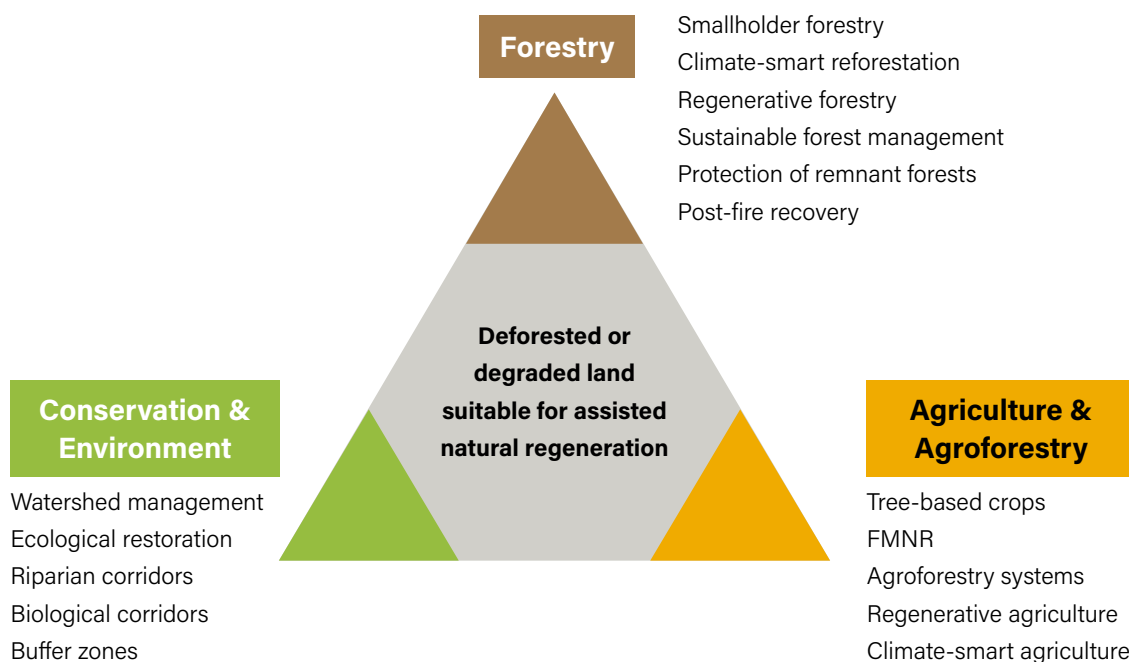 Forestry
Smallholder forestry
Climate-smart reforestation
Regenerative forestry
Sustainable forest management
Protection of remnant forests
Post-fire recovery
Deforested or
degraded land
suitable for assisted
natural regeneration
Conservation &
Environment
Watershed management
Ecological restoration
Riparian corridors
Biological corridors
Buffer zones
Agriculture &
Agroforestry
Tree-based crops
FMNR
Agroforestry systems
Regenerative agriculture
Climate-smart agriculture